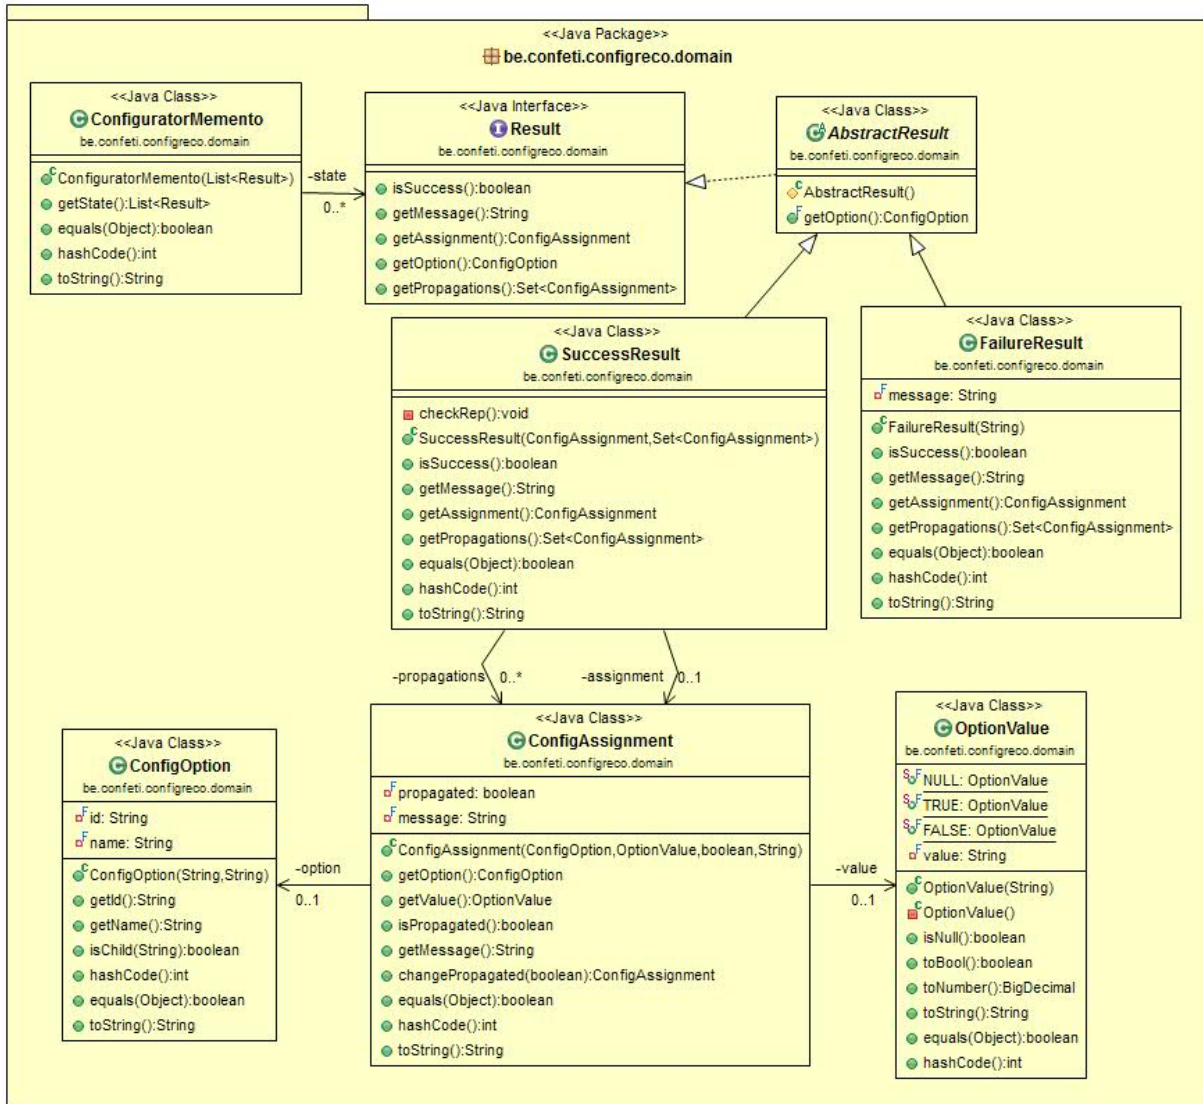 <<Java Package>>
be.confeti.configreco.domain
<<Java Class>>
ConfiguratorMemento
be.confeti.configreco.domain
ConfiguratorMemento(List<Result>)
getState():List<Result>
equals(Object):boolean
hashCode():int
toString():String
-state
0..*
<<Java Interface>>
Result
be.confeti.configreco.domain
isSuccess():boolean
getMessage():String
getAssignment():ConfigAssignment
getOption():ConfigOption
getPropagations():Set<ConfigAssignment>
<<Java Class>>
AbstractResult
be.confeti.configreco.domain
AbstractResult()
getOption():ConfigOption
<<Java Class>>
SuccessResult
be.confeti.configreco.domain
checkRep():void
SuccessResult(ConfigAssignment,Set<ConfigAssignment>)
isSuccess():boolean
getMessage():String
getAssignment():ConfigAssignment
getPropagations():Set<ConfigAssignment>
equals(Object):boolean
hashCode():int
toString():String
<<Java Class>>
FailureResult
be.confeti.configreco.domain
message: String
FailureResult(String)
isSuccess():boolean
getMessage():String
getAssignment():ConfigAssignment
getPropagations():Set<ConfigAssignment>
equals(Object):boolean
hashCode():int
toString():String
-propagations 0..*
-assignment 0..1
<<Java Class>>
ConfigOption
be.confeti.configreco.domain
id: String
name: String
ConfigOption(String,String)
getId():String
getName():String
isChild(String):boolean
hashCode():int
equals(Object):boolean
toString():String
-option
0..1
<<Java Class>>
ConfigAssignment
be.confeti.configreco.domain
propagated: boolean
message: String
ConfigAssignment(ConfigOption,OptionValue,boolean,String)
getOption():ConfigOption
getValue():OptionValue
isPropagated():boolean
getMessage():String
changePropagated(boolean):ConfigAssignment
equals(Object):boolean
hashCode():int
toString():String
-value
0..1
<<Java Class>>
OptionValue
be.confeti.configreco.domain
NULL: OptionValue
TRUE: OptionValue
FALSE: OptionValue
value: String
OptionValue(String)
OptionValue()
isNull():boolean
toBool():boolean
toNumber():BigDecimal
toString():String
equals(Object):boolean
hashCode():int